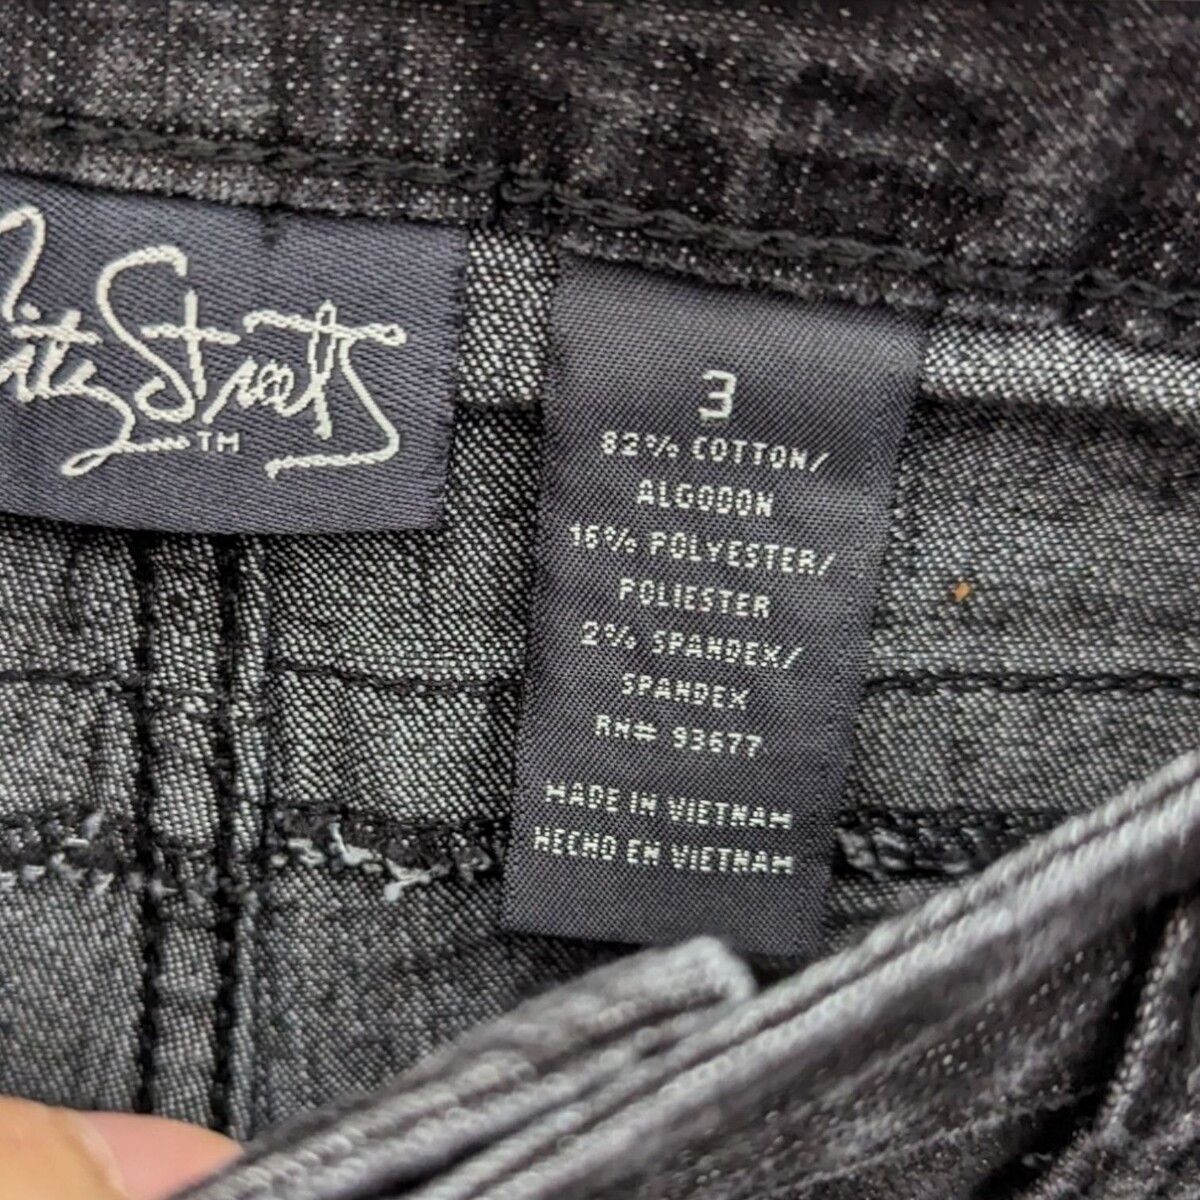 City Streets
TM
3
82% COTTON/
ALGODON
16% POLYESTER/
POLIESTER
2% SPANDEX/
SPANDEX
RN# 93677
MADE IN VIETNAM
HECHO EN VIETNAM